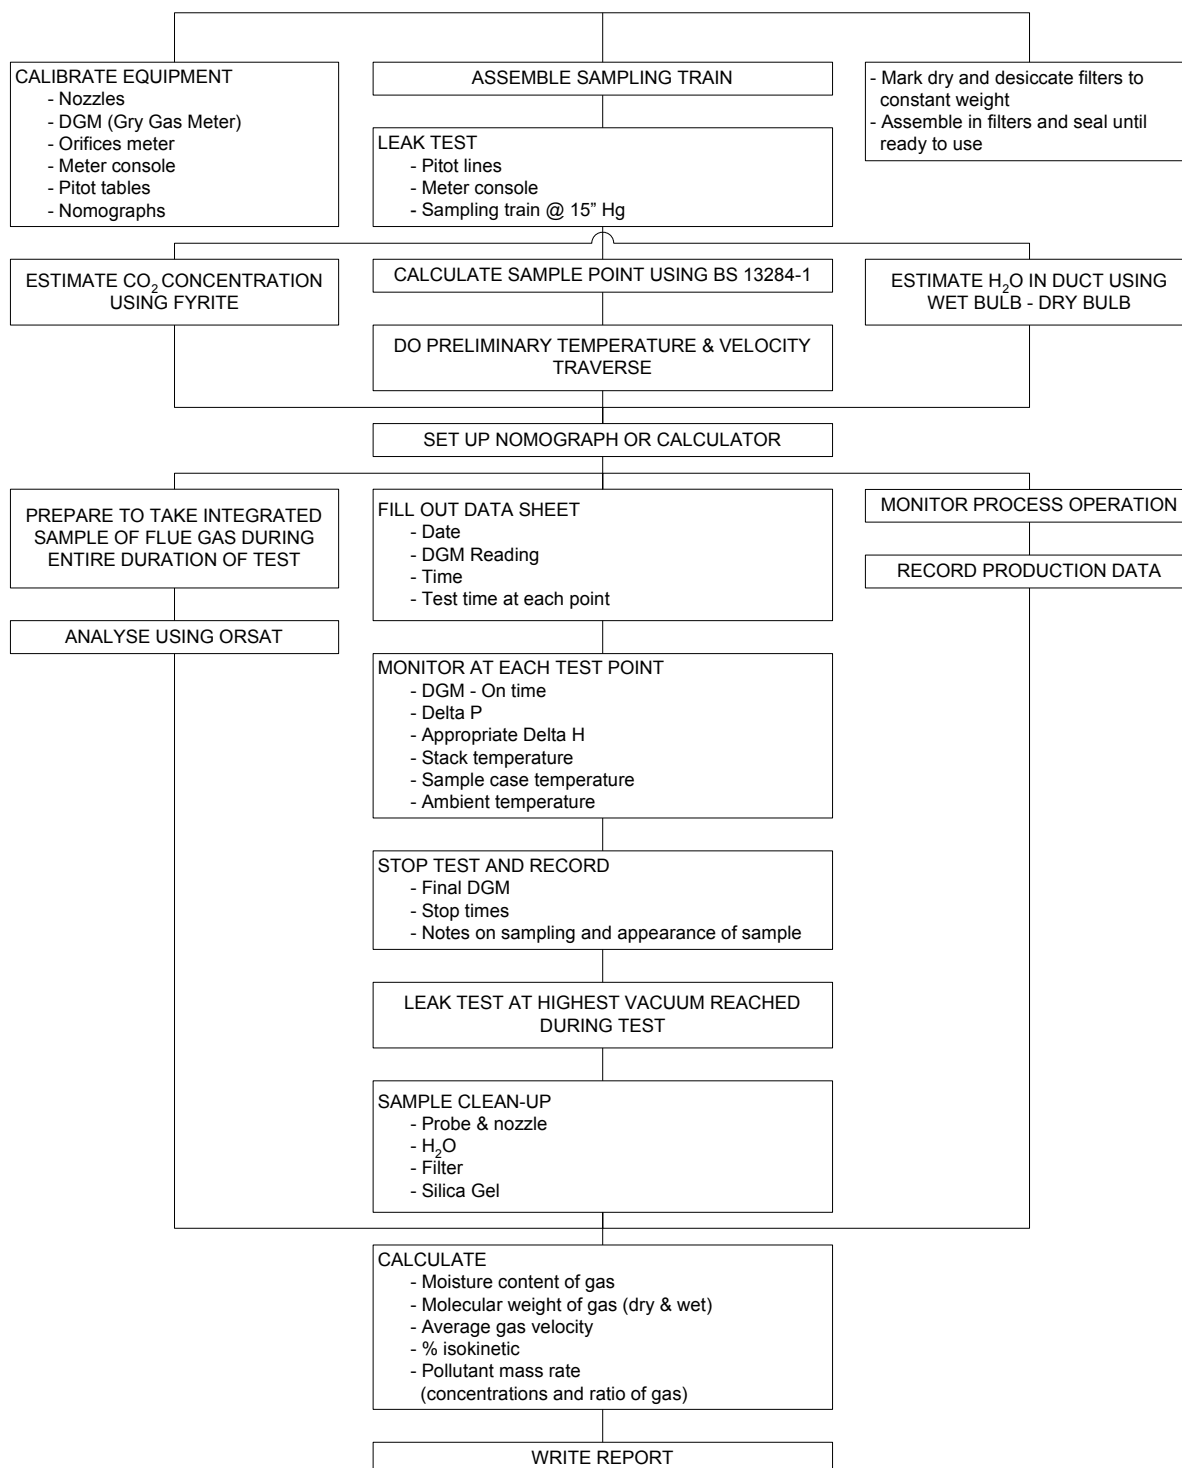 CALIBRATE EQUIPMENT
- Nozzles
- DGM (Gry Gas Meter)
- Orifices meter
- Meter console
- Pitot tables
- Nomographs
ASSEMBLE SAMPLING TRAIN
LEAK TEST
- Pitot lines
- Meter console
- Sampling train @ 15” Hg
- Mark dry and desiccate filters to
constant weight
- Assemble in filters and seal until
ready to use
ESTIMATE CO₂ CONCENTRATION
USING FYRITE
CALCULATE SAMPLE POINT USING BS 13284-1
DO PRELIMINARY TEMPERATURE & VELOCITY
TRAVERSE
ESTIMATE H₂O IN DUCT USING
WET BULB - DRY BULB
SET UP NOMOGRAPH OR CALCULATOR
PREPARE TO TAKE INTEGRATED
SAMPLE OF FLUE GAS DURING
ENTIRE DURATION OF TEST
ANALYSE USING ORSAT
FILL OUT DATA SHEET
- Date
- DGM Reading
- Time
- Test time at each point
MONITOR PROCESS OPERATION
RECORD PRODUCTION DATA
MONITOR AT EACH TEST POINT
- DGM - On time
- Delta P
- Appropriate Delta H
- Stack temperature
- Sample case temperature
- Ambient temperature
STOP TEST AND RECORD
- Final DGM
- Stop times
- Notes on sampling and appearance of sample
LEAK TEST AT HIGHEST VACUUM REACHED
DURING TEST
SAMPLE CLEAN-UP
- Probe & nozzle
- H₂O
- Filter
- Silica Gel
CALCULATE
- Moisture content of gas
- Molecular weight of gas (dry & wet)
- Average gas velocity
- % isokinetic
- Pollutant mass rate
(concentrations and ratio of gas)
WRITE REPORT